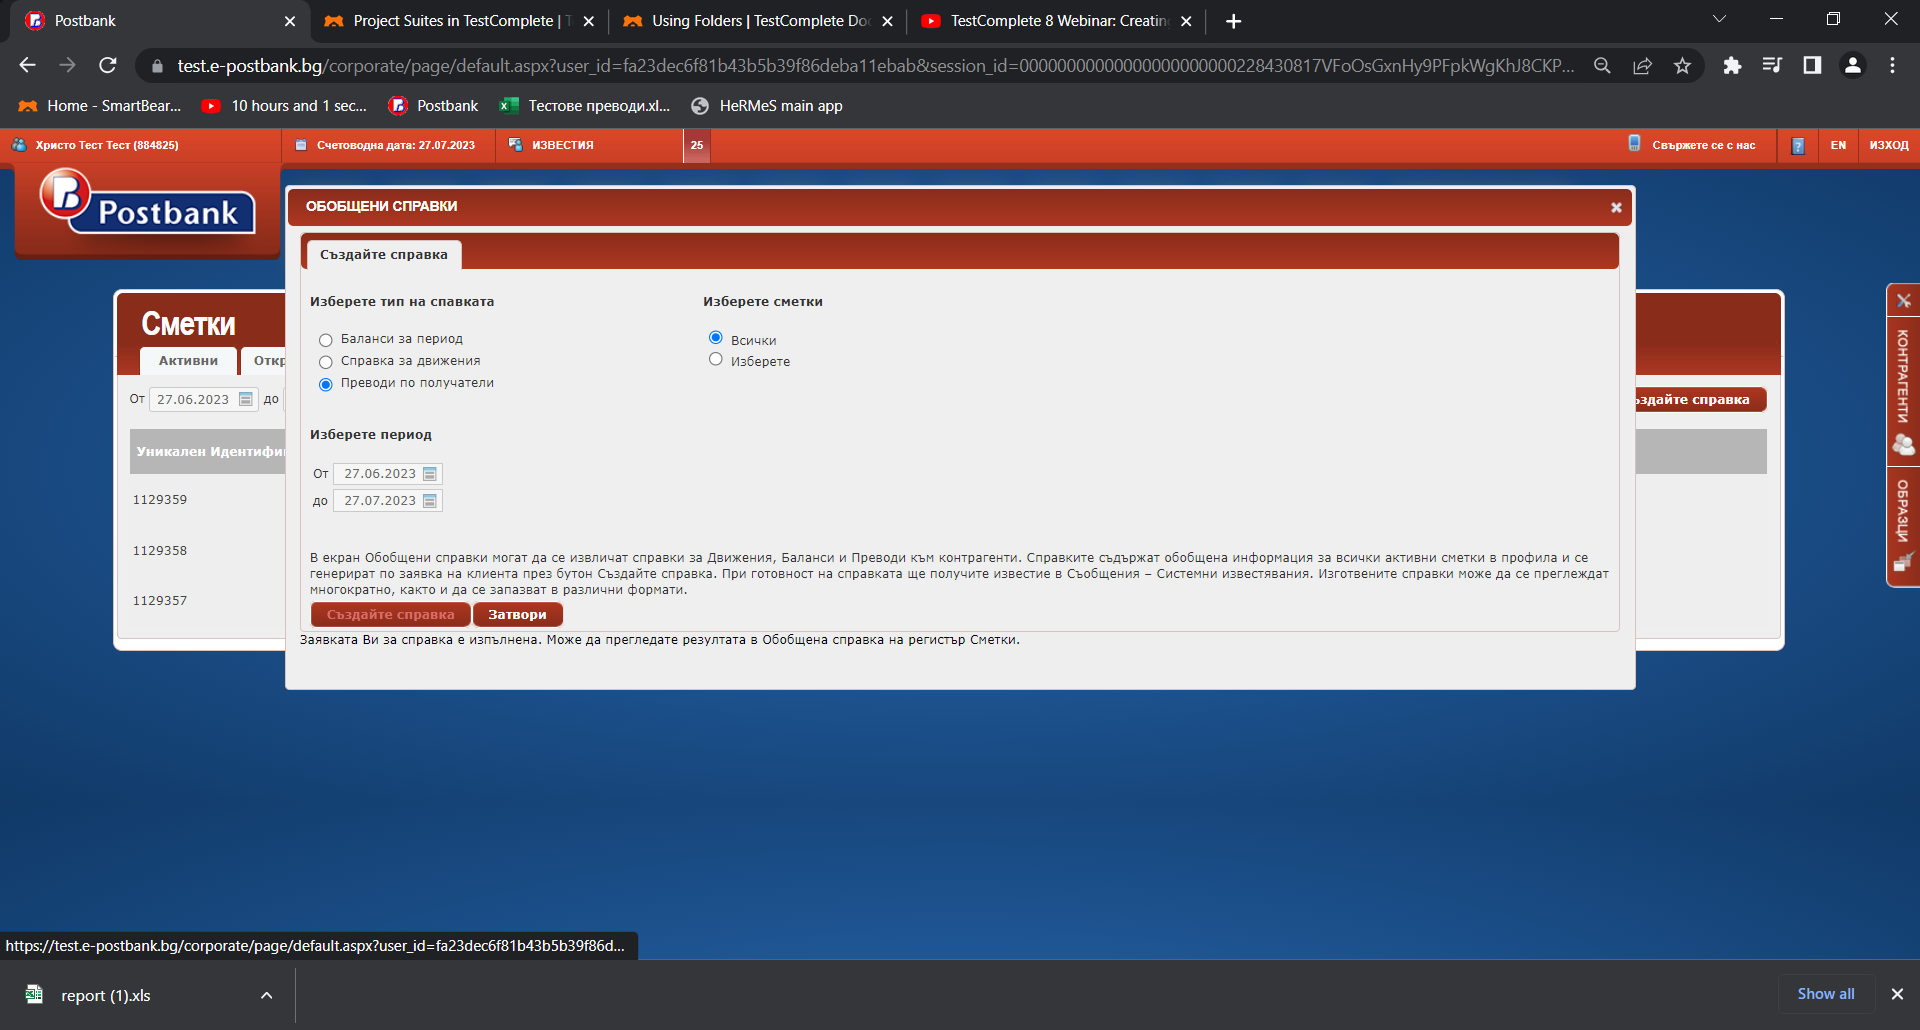 Postbank
Project Suites in TestComplete | T
Using Folders | TestComplete Do
TestComplete 8 Webinar: Creatin
test.e-postbank.bg/corporate/page/default.aspx?user_id=fa23dec6f81b43b5b39f86deba11ebab&session_id=
Home - SmartBear...
10 hours and 1 sec...
Postbank
Тестове преводи.xl...
HeRMeS main app
Христо Тест Тест (884825)
Счетоводна дата: 27.07.2023
ИЗВЕСТИЯ
25
Свържете се с нас
?
EN
ИЗХОД
Postbank
ОБОБЩЕНИ СПРАВКИ
Създайте справка
Изберете тип на спавката
Изберете сметки
Баланси за период
Всички
Справка за движения
Изберете
Преводи по получатели
Изберете период
От 27.06.2023
до 27.07.2023
В екран Обобщени справки могат да се извличат справки за Движения, Баланси и Преводи към контрагенти. Справките съдържат обобщена информация за всички активни сметки в профила и се
генерират по заявка на клиента през бутон Създайте справка. При готовност на справката ще получите известие в Съобщения – Системни известявания. Изготвените справки може да се преглеждат
многократно, както и да се запазват в различни формати.
Създайте справка
Затвори
Заявката Ви за справка е изпълнена. Може да прегледате резултата в Обобщена справка на регистър Сметки.
Сметки
Активни
Откр
От 27.06.2023 до
ъздайте справка
Уникален Идентифи
1129359
1129358
1129357
КОНТРАГЕНТИ
ОБРАЗЦИ
https://test.e-postbank.bg/corporate/page/default.aspx?user_id=fa23dec6f81b43b5b39f86d...
report (1).xls
Show all